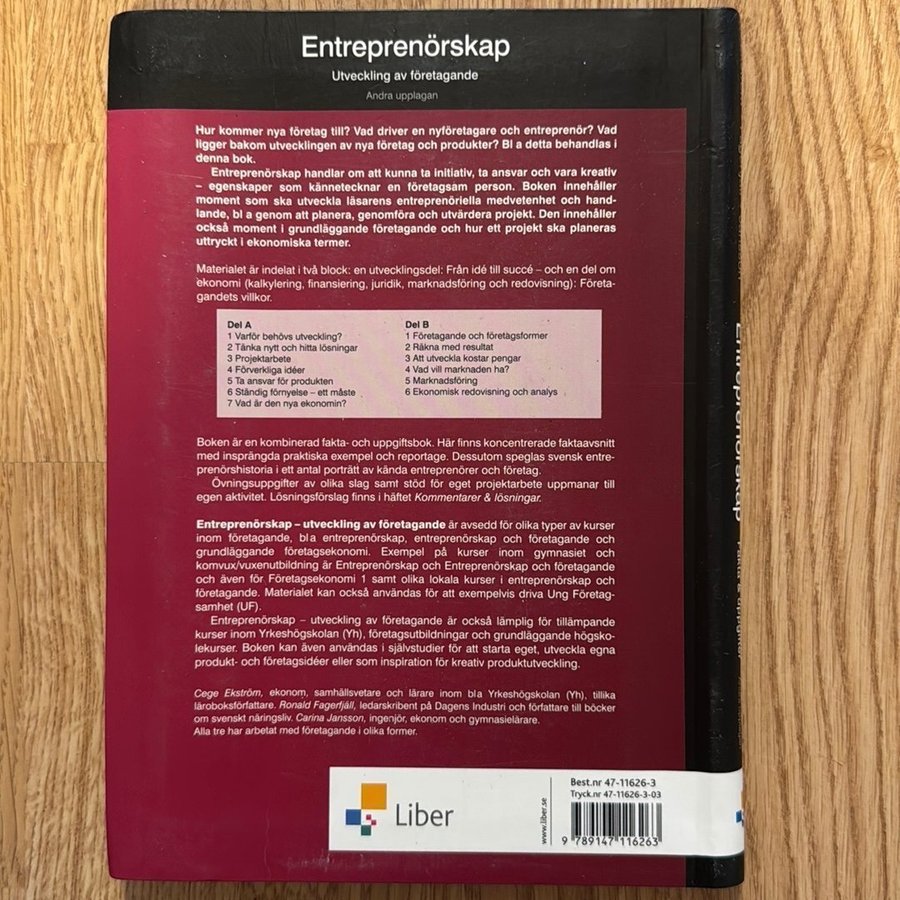 Entreprenörskap
Utveckling av företagande
Andra upplagan
Hur kommer nya företag till? Vad driver en nyföretagare och entreprenör? Vad
ligger bakom utvecklingen av nya företag och produkter? Bl a detta behandlas i
denna bok.
Entreprenörskap handlar om att kunna ta initiativ, ta ansvar och vara kreativ
– egenskaper som kännetecknar en företagsam person. Boken innehåller
moment som ska utveckla läsarens entreprenöriella medvetenhet och hand-
lande, bl a genom att planera, genomföra och utvärdera projekt. Den innehåller
också moment i grundläggande företagande och hur ett projekt ska planeras
uttryckt i ekonomiska termer.
Materialet är indelat i två block: en utvecklingsdel: Från idé till succé – och en del om
ekonomi (kalkylering, finansiering, juridik, marknadsföring och redovisning): Företa-
gandets villkor.
Del A
1 Varför behövs utveckling?
2 Tänka nytt och hitta lösningar
3 Projektarbete
4 Förverkliga idéer
5 Ta ansvar för produkten
6 Ständig förnyelse – ett måste
7 Vad är den nya ekonomin?
Del B
1 Företagande och företagsformer
2 Räkna med resultat
3 Att utveckla kostar pengar
4 Vad vill marknaden ha?
5 Marknadsföring
6 Ekonomisk redovisning och analys
Boken är en kombinerad fakta- och uppgiftsbok. Här finns koncentrerade faktaavsnitt
med insprängda praktiska exempel och reportage. Dessutom speglas svensk entre-
prenörshistoria i ett antal porträtt av kända entreprenörer och företag.
Övningsuppgifter av olika slag samt stöd för eget projektarbete uppmanar till
egen aktivitet. Lösningsförslag finns i häftet Kommentarer & lösningar.
Entreprenörskap – utveckling av företagande är avsedd för olika typer av kurser
inom företagande, bl a entreprenörskap, entreprenörskap och företagande och
grundläggande företagsekonomi. Exempel på kurser inom gymnasiet och
komvux/vuxenutbildning är Entreprenörskap och Entreprenörskap och företagande
och även för Företagsekonomi 1 samt olika lokala kurser i entreprenörskap och
företagande. Materialet kan också användas för att exempelvis driva Ung Företag-
samhet (UF).
Entreprenörskap – utveckling av företagande är också lämplig för tillämpande
kurser inom Yrkeshögskolan (Yh), företagsutbildningar och grundläggande högsko-
lekurser. Boken kan även användas i självstudier för att starta eget, utveckla egna
produkt- och företagsidéer eller som inspiration för kreativ produktutveckling.
Cege Ekström, ekonom, samhällsvetare och lärare inom bl a Yrkeshögskolan (Yh), tillika
läroboksförfattare. Ronald Fagerfjäll, ledarskribent på Dagens Industri och författare till böcker
om svenskt näringsliv. Carina Jansson, ingenjör, ekonom och gymnasielärare.
Alla tre har arbetat med företagande i olika former.
Liber
www.liber.se
Best.nr 47-11626-3
Tryck.nr 47-11626-3-03
9 789147 116263
Entreprenörskap